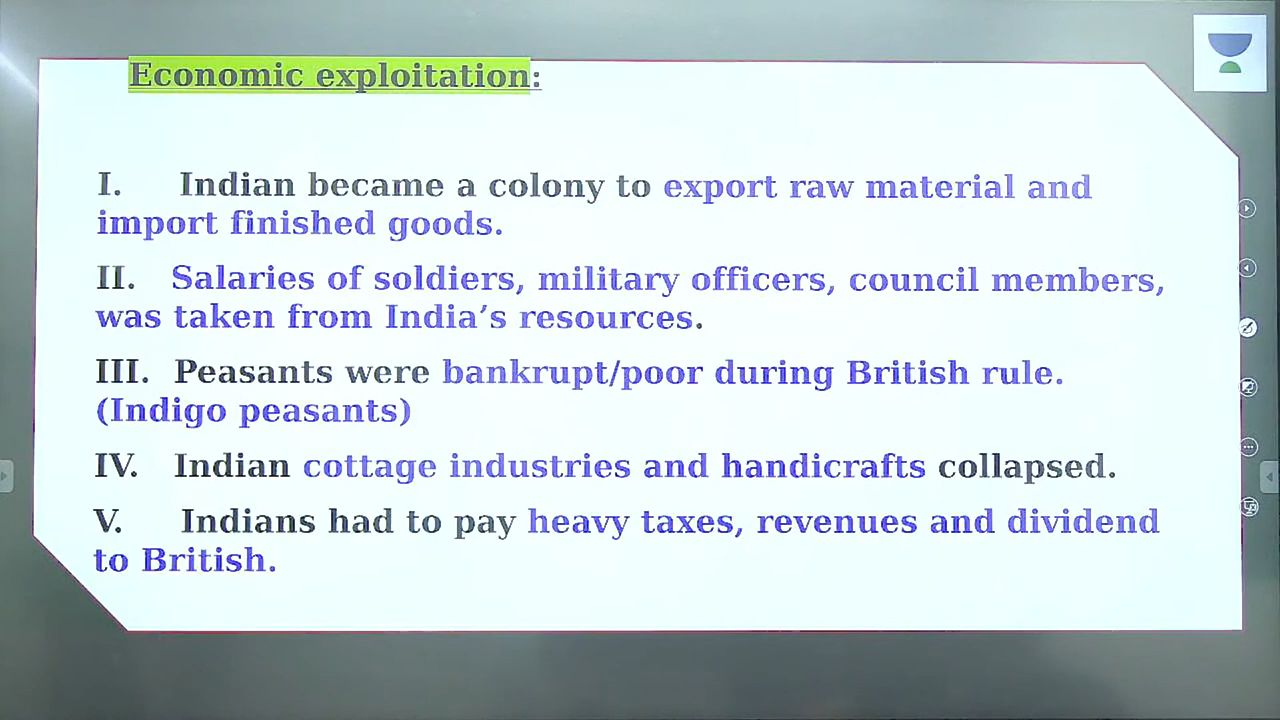 Economic exploitation:
I. Indian became a colony to export raw material and
import finished goods.
II. Salaries of soldiers, military officers, council members,
was taken from India’s resources.
III. Peasants were bankrupt/poor during British rule.
(Indigo peasants)
IV. Indian cottage industries and handicrafts collapsed.
V. Indians had to pay heavy taxes, revenues and dividend
to British.